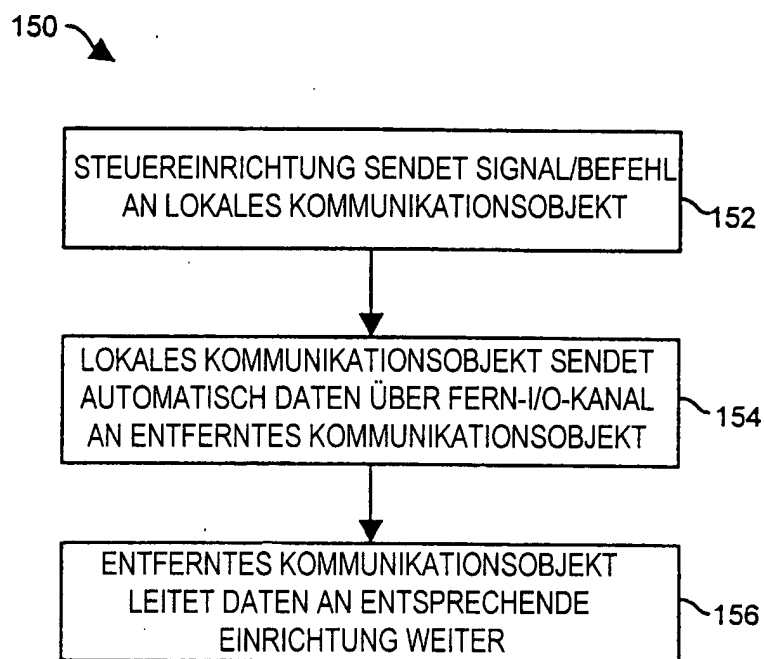 150
STEUEREINRICHTUNG SENDET SIGNAL/BEFEHL
AN LOKALES KOMMUNIKATIONSOBJEKT
152
LOKALES KOMMUNIKATIONSOBJEKT SENDET
AUTOMATISCH DATEN ÜBER FERN-I/O-KANAL
AN ENTFERNTES KOMMUNIKATIONSOBJEKT
154
ENTFERNTES KOMMUNIKATIONSOBJEKT
LEITET DATEN AN ENTSPRECHENDE
EINRICHTUNG WEITER
156